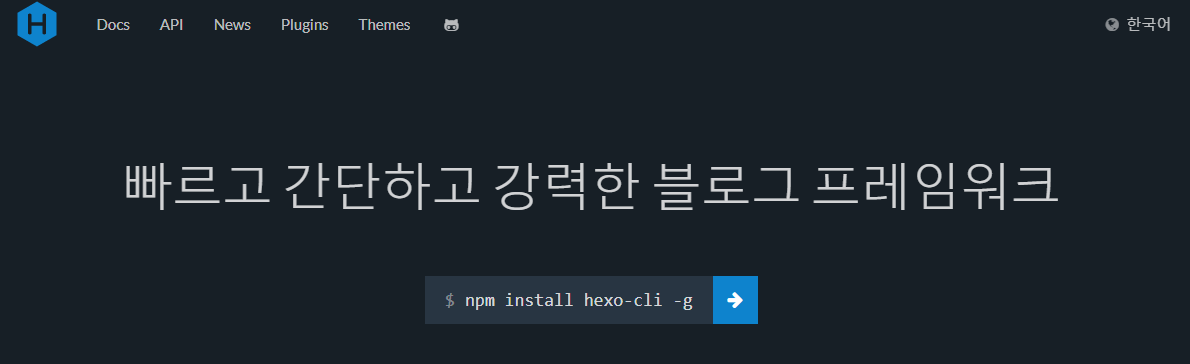 H Docs API News Plugins Themes 한국어
빠르고 간단하고 강력한 블로그 프레임워크
$ npm install hexo-cli -g